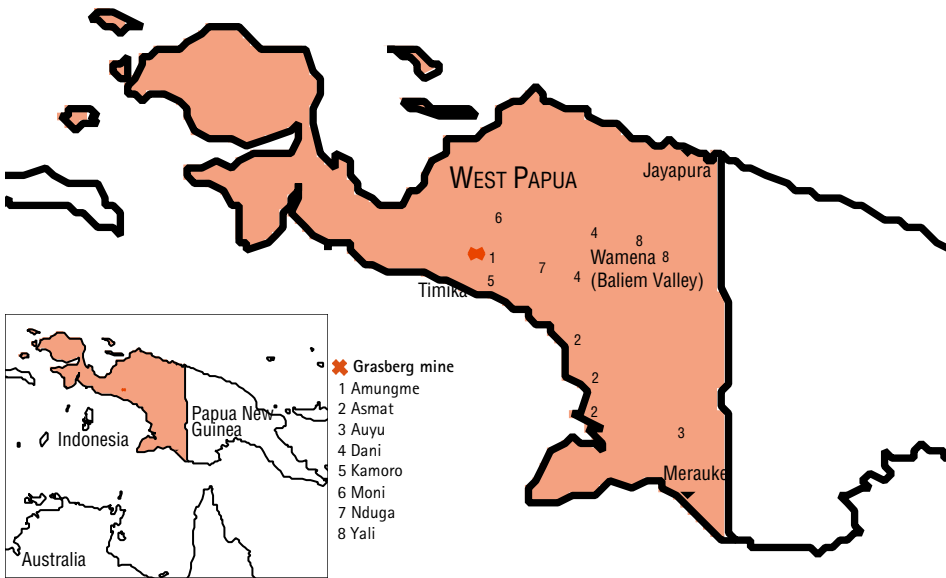 WEST PAPUA
Jayapura
6
4
8
1
Wamena
8
7
4
(Baliem Valley)
5
Timika
2
2
2
3
Merauke
Grasberg mine
1 Amungme
2 Asmat
3 Auyu
4 Dani
5 Kamoro
6 Moni
7 Nduga
8 Yali
Papua New
Guinea
Indonesia
Australia